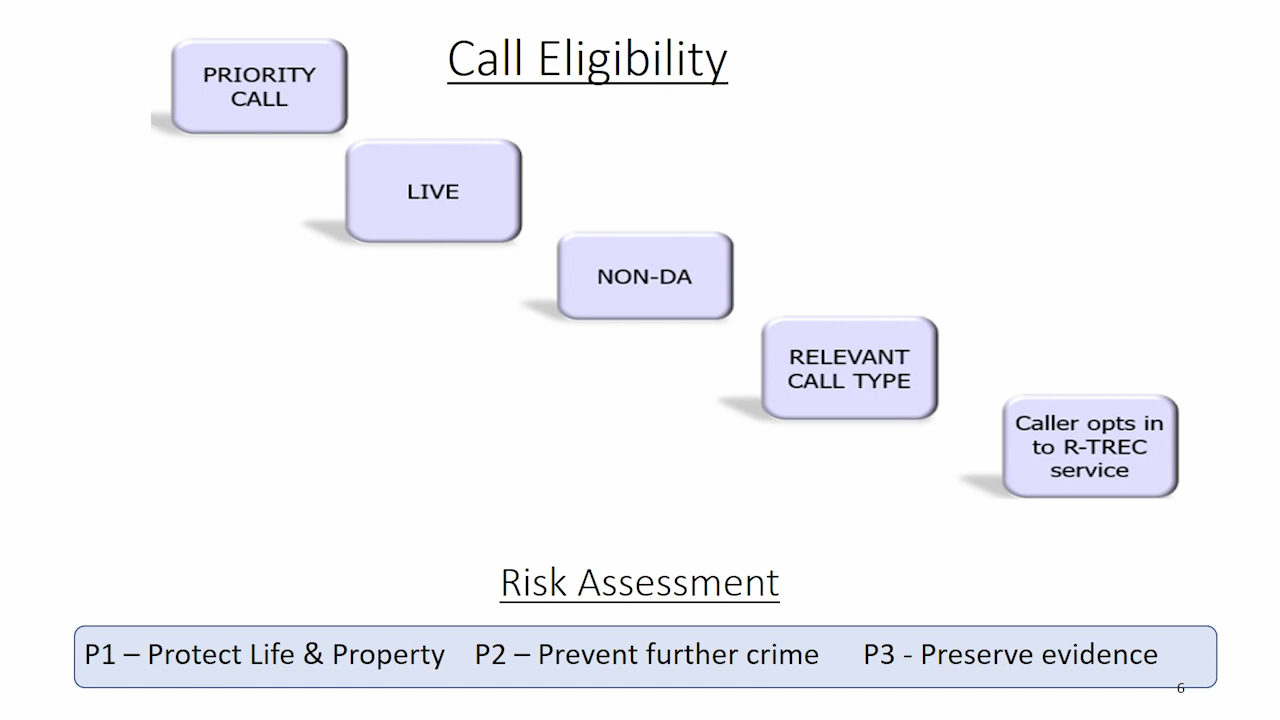 Call Eligibility
PRIORITY
CALL
LIVE
NON-DA
RELEVANT
CALL TYPE
Caller opts in
to R-TREC
service
Risk Assessment
P1 – Protect Life & Property P2 – Prevent further crime P3 - Preserve evidence
6